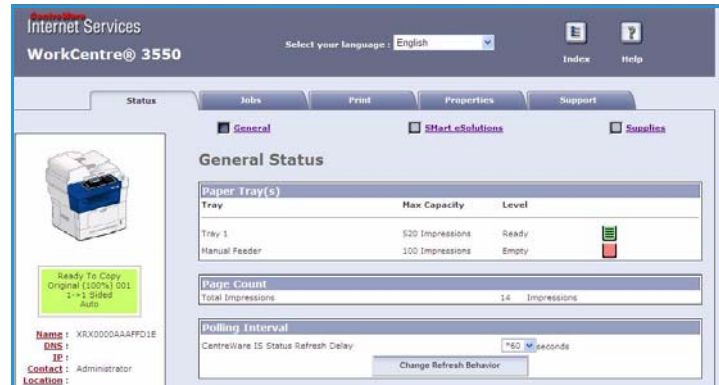 CentreWare
Internet Services
WorkCentre® 3550
Select your language : English
Index
Help
Status
Jobs
Print
Properties
Support
General
SMart eSolutions
Supplies
General Status
Paper Tray(s)
Tray Max Capacity Level
Tray 1 520 Impressions Ready
Manual Feeder 100 Impressions Empty
Page Count
Total Impressions 14 Impressions
Polling Interval
CentreWare IS Status Refresh Delay *60 seconds
Change Refresh Behavior
Ready To Copy
Original (100%) 001
1->1 Sided
Auto
Name : XRX0000AAAFFD1E
DNS :
IP :
Contact : Administrator
Location :